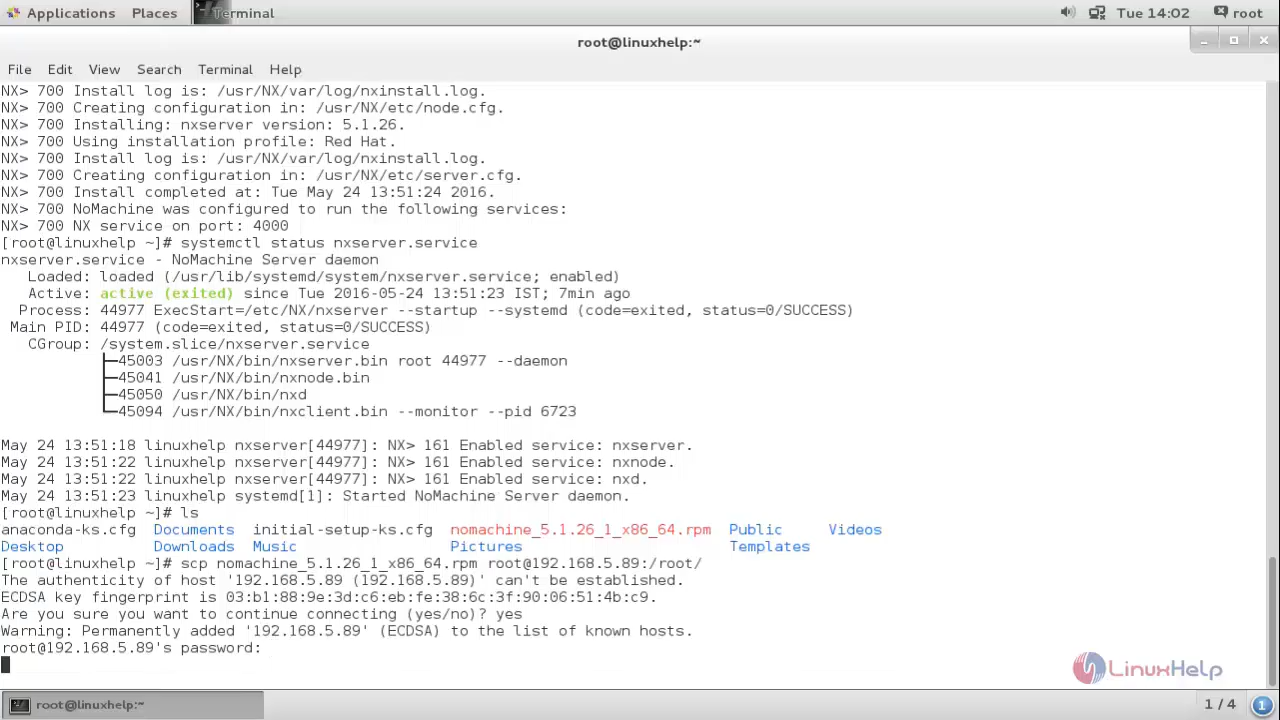 Applications Places Terminal Tue 14:02 root
root@linuxhelp:~
File Edit View Search Terminal Help
NX> 700 Install log is: /usr/NX/var/log/nxinstall.log.
NX> 700 Creating configuration in: /usr/NX/etc/node.cfg.
NX> 700 Installing: nxserver version: 5.1.26.
NX> 700 Using installation profile: Red Hat.
NX> 700 Install log is: /usr/NX/var/log/nxinstall.log.
NX> 700 Creating configuration in: /usr/NX/etc/server.cfg.
NX> 700 Install completed at: Tue May 24 13:51:24 2016.
NX> 700 NoMachine was configured to run the following services:
NX> 700 NX service on port: 4000
[root@linuxhelp ~]# systemctl status nxserver.service
nxserver.service - NoMachine Server daemon
   Loaded: loaded (/usr/lib/systemd/system/nxserver.service; enabled)
   Active: active (exited) since Tue 2016-05-24 13:51:23 IST; 7min ago
  Process: 44977 ExecStart=/etc/NX/nxserver --startup --systemd (code=exited, status=0/SUCCESS)
 Main PID: 44977 (code=exited, status=0/SUCCESS)
   CGroup: /system.slice/nxserver.service
           ├─45003 /usr/NX/bin/nxserver.bin root 44977 --daemon
           ├─45041 /usr/NX/bin/nxnode.bin
           ├─45050 /usr/NX/bin/nxd
           └─45094 /usr/NX/bin/nxclient.bin --monitor --pid 6723
May 24 13:51:18 linuxhelp nxserver[44977]: NX> 161 Enabled service: nxserver.
May 24 13:51:22 linuxhelp nxserver[44977]: NX> 161 Enabled service: nxnode.
May 24 13:51:22 linuxhelp nxserver[44977]: NX> 161 Enabled service: nxd.
May 24 13:51:23 linuxhelp systemd[1]: Started NoMachine Server daemon.
[root@linuxhelp ~]# ls
anaconda-ks.cfg  Documents  initial-setup-ks.cfg  nomachine_5.1.26_1_x86_64.rpm  Public     Videos
Desktop          Downloads  Music                 Pictures                       Templates
[root@linuxhelp ~]# scp nomachine_5.1.26_1_x86_64.rpm root@192.168.5.89:/root/
The authenticity of host '192.168.5.89 (192.168.5.89)' can't be established.
ECDSA key fingerprint is 03:b1:88:9e:3d:c6:eb:fe:38:6c:3f:90:06:51:4b:c9.
Are you sure you want to continue connecting (yes/no)? yes
Warning: Permanently added '192.168.5.89' (ECDSA) to the list of known hosts.
root@192.168.5.89's password:
LinuxHelp
root@linuxhelp:~ 1 / 4 1